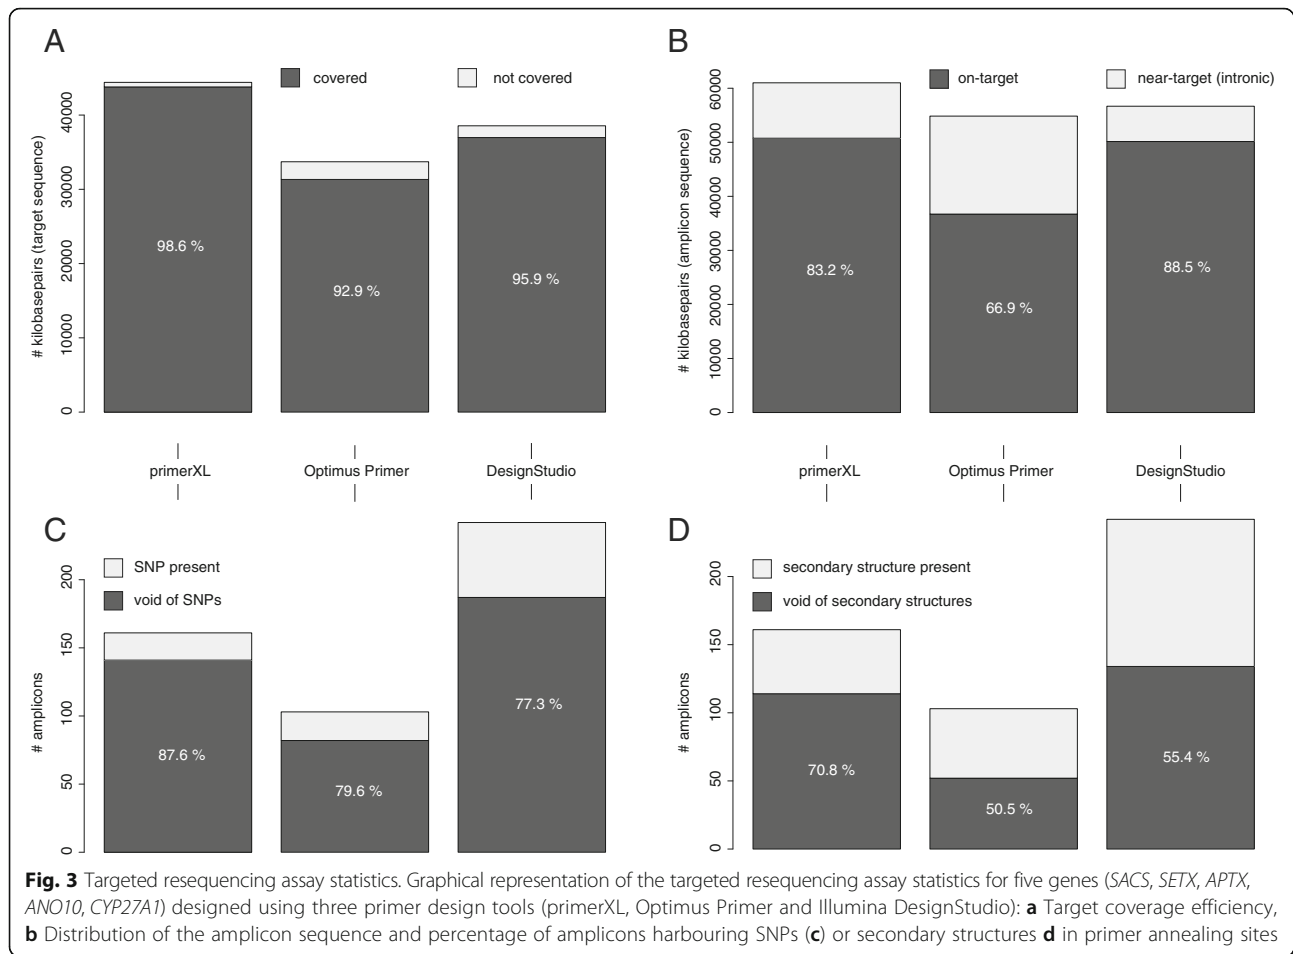 A
covered
not covered
# kilobasepairs (target sequence)
40000
30000
20000
10000
0
98.6 %
92.9 %
95.9 %
B
on-target
near-target (intronic)
# kilobasepairs (amplicon sequence)
60000
50000
40000
30000
20000
10000
0
83.2 %
66.9 %
88.5 %
primerXL
Optimus Primer
DesignStudio
primerXL
Optimus Primer
DesignStudio
C
SNP present
void of SNPs
# amplicons
200
150
100
50
0
87.6 %
79.6 %
77.3 %
D
secondary structure present
void of secondary structures
# amplicons
200
150
100
50
0
70.8 %
50.5 %
55.4 %
Fig. 3 Targeted resequencing assay statistics. Graphical representation of the targeted resequencing assay statistics for five genes (SACS, SETX, APTX,
ANO10, CYP27A1) designed using three primer design tools (primerXL, Optimus Primer and Illumina DesignStudio): a Target coverage efficiency,
b Distribution of the amplicon sequence and percentage of amplicons harbouring SNPs (c) or secondary structures d in primer annealing sites